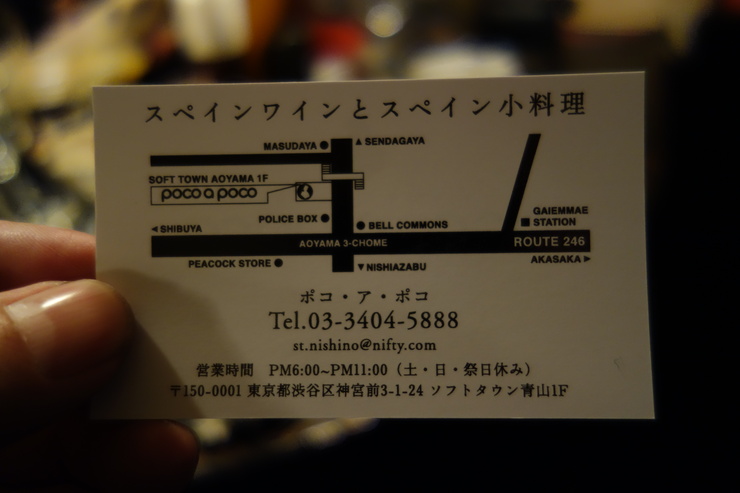 スペインワインとスペイン小料理
MASUDAYA ● ▲ SENDAGAYA
SOFT TOWN AOYAMA 1F
poco a poco
POLICE BOX ●
● BELL COMMONS
GAIEMMAE
■ STATION
◀ SHIBUYA
AOYAMA 3-CHOME
ROUTE 246
PEACOCK STORE ●
▼ NISHIAZABU
AKASAKA ▶
ポコ・ア・ポコ
Tel.03-3404-5888
st.nishino@nifty.com
営業時間 PM6:00~PM11:00（土・日・祭日休み）
〒150-0001 東京都渋谷区神宮前3-1-24 ソフトタウン青山1F